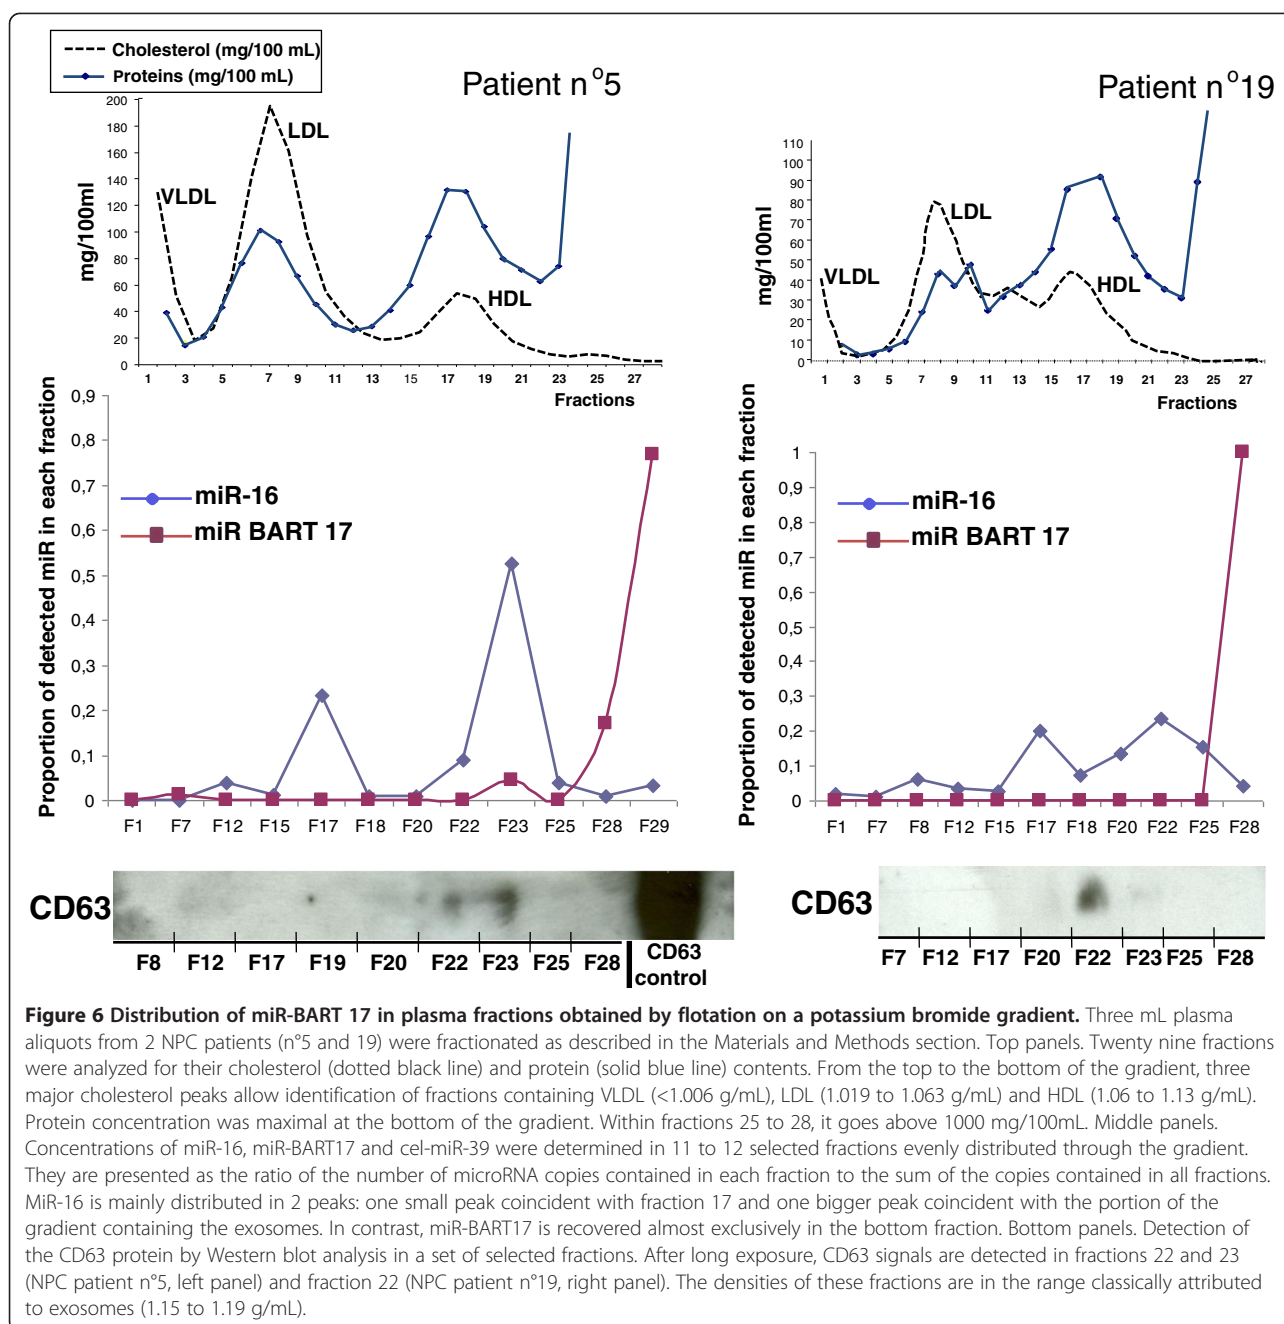 Cholesterol (mg/100 mL)
Proteins (mg/100 mL)
Patient n°5
mg/100ml
200
180
160
140
120
100
80
60
40
20
0
VLDL
LDL
HDL
1 3 5 7 9 11 13 15 17 19 21 23 25 27
Fractions
Patient n°19
mg/100ml
110
100
90
80
70
60
50
40
30
20
10
0
VLDL
LDL
HDL
1 3 5 7 9 11 13 15 17 19 21 23 25 27
Fractions
Proportion of detected miR in each fraction
0,9
0,8
0,7
0,6
0,5
0,4
0,3
0,2
0,1
0
miR-16
miR BART 17
F1 F7 F12 F15 F17 F18 F20 F22 F23 F25 F28 F29
Proportion of detected miR in each fraction
1
0,9
0,8
0,7
0,6
0,5
0,4
0,3
0,2
0,1
0
miR-16
miR BART 17
F1 F7 F8 F12 F15 F17 F18 F20 F22 F25 F28
CD63
F8 F12 F17 F19 F20 F22 F23 F25 F28 CD63
control
CD63
F7 F12 F17 F20 F22 F23 F25 F28
Figure 6 Distribution of miR-BART 17 in plasma fractions obtained by flotation on a potassium bromide gradient. Three mL plasma
aliquots from 2 NPC patients (n°5 and 19) were fractionated as described in the Materials and Methods section. Top panels. Twenty nine fractions
were analyzed for their cholesterol (dotted black line) and protein (solid blue line) contents. From the top to the bottom of the gradient, three
major cholesterol peaks allow identification of fractions containing VLDL (<1.006 g/mL), LDL (1.019 to 1.063 g/mL) and HDL (1.06 to 1.13 g/mL).
Protein concentration was maximal at the bottom of the gradient. Within fractions 25 to 28, it goes above 1000 mg/100mL. Middle panels.
Concentrations of miR-16, miR-BART17 and cel-miR-39 were determined in 11 to 12 selected fractions evenly distributed through the gradient.
They are presented as the ratio of the number of microRNA copies contained in each fraction to the sum of the copies contained in all fractions.
MiR-16 is mainly distributed in 2 peaks: one small peak coincident with fraction 17 and one bigger peak coincident with the portion of the
gradient containing the exosomes. In contrast, miR-BART17 is recovered almost exclusively in the bottom fraction. Bottom panels. Detection of
the CD63 protein by Western blot analysis in a set of selected fractions. After long exposure, CD63 signals are detected in fractions 22 and 23
(NPC patient n°5, left panel) and fraction 22 (NPC patient n°19, right panel). The densities of these fractions are in the range classically attributed
to exosomes (1.15 to 1.19 g/mL).